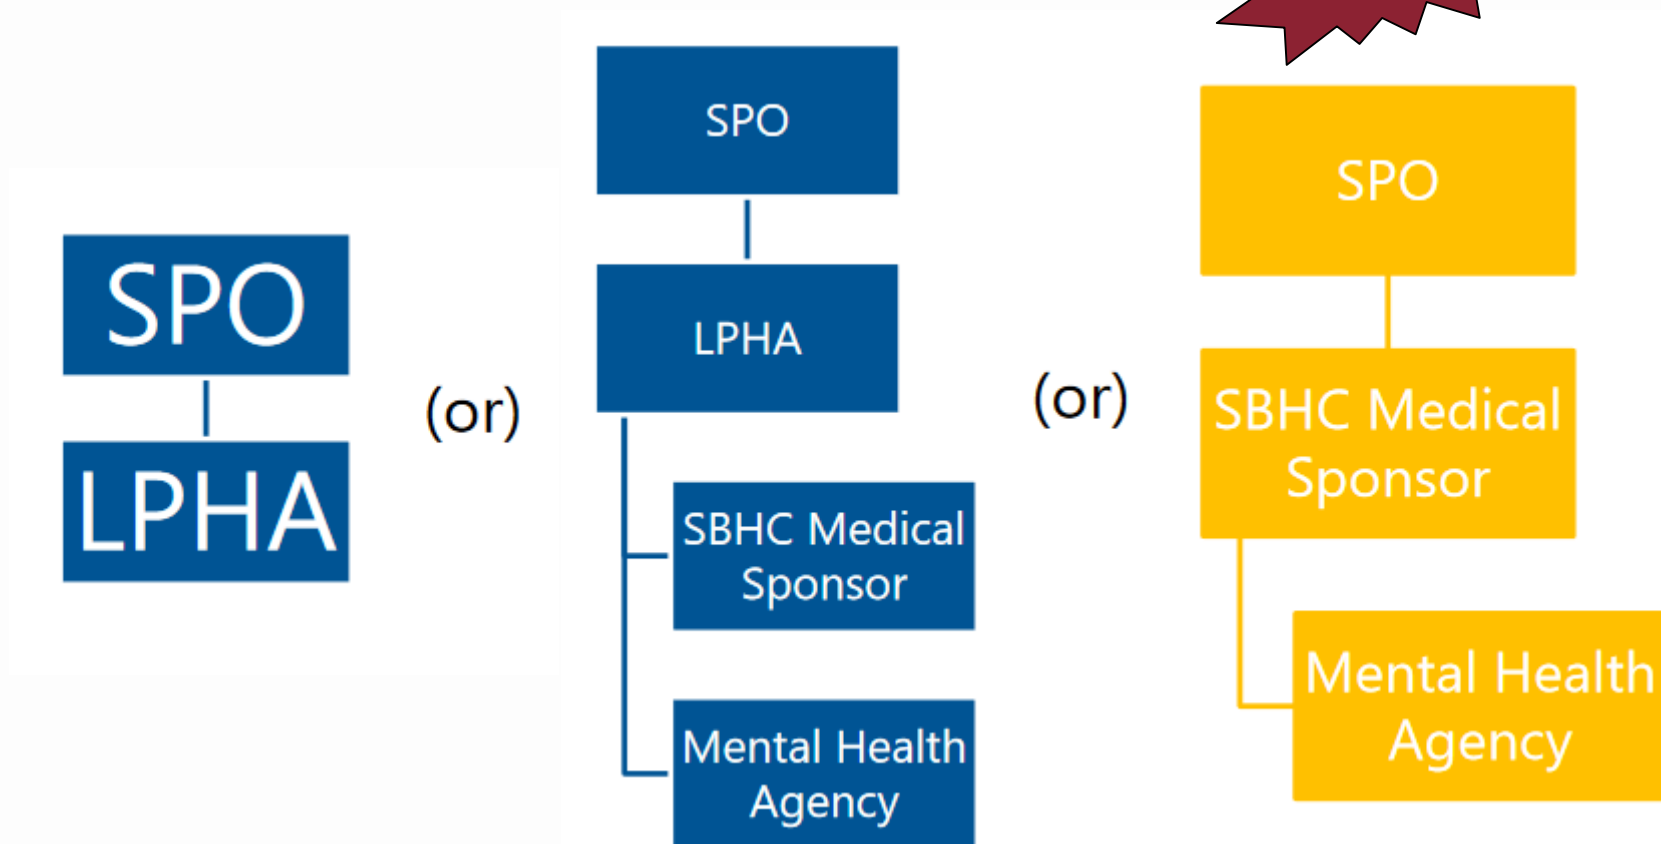 SPO
LPHA
(or)
SPO
LPHA
SBHC Medical
Sponsor
Mental Health
Agency
(or)
SPO
SBHC Medical
Sponsor
Mental Health
Agency